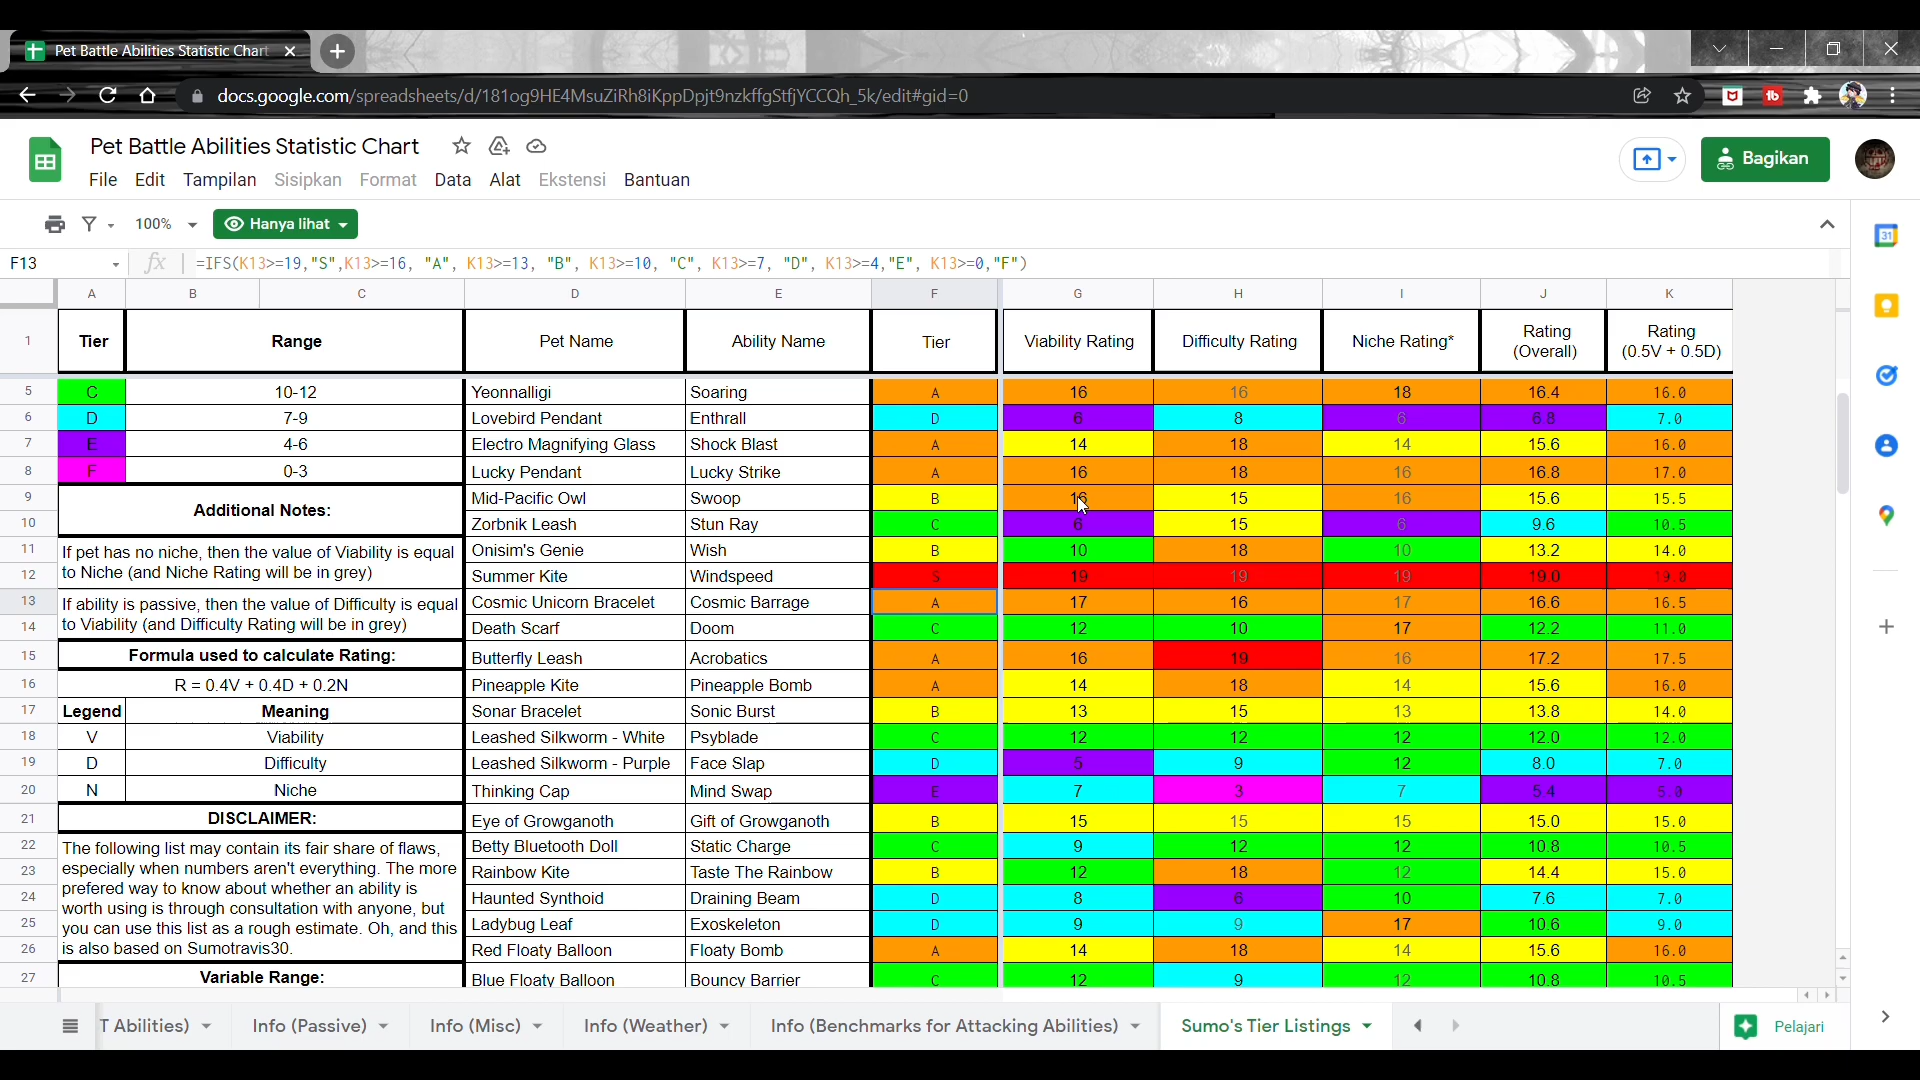 Pet Battle Abilities Statistic Chart
docs.google.com/spreadsheets/d/181og9HE4MsuZiRh8iKppDpjt9nzkffgStfjYCCQh_5k/edit#gid=0
Pet Battle Abilities Statistic Chart
File Edit Tampilan Sisipkan Format Data Alat Ekstensi Bantuan
Bagikan
100% Hanya lihat
31
F13 fx =IFS(K13>=19,"S",K13>=16, "A", K13>=13, "B", K13>=10, "C", K13>=7, "D", K13>=4,"E", K13>=0,"F")
A B C D E F G H I J K
1 Tier Range Pet Name Ability Name Tier Viability Rating Difficulty Rating Niche Rating* Rating (Overall) Rating (0.5V + 0.5D)
5 C 10-12 Yeonnalligi Soaring A 16 16 18 16.4 16.0
6 D 7-9 Lovebird Pendant Enthrall D 6 8 6 6.8 7.0
7 E 4-6 Electro Magnifying Glass Shock Blast A 14 18 14 15.6 16.0
8 F 0-3 Lucky Pendant Lucky Strike A 16 18 16 16.8 17.0
9 Mid-Pacific Owl Swoop B 16 15 16 15.6 15.5
Additional Notes:
10 Zorbnik Leash Stun Ray C 6 15 6 9.6 10.5
11 If pet has no niche, then the value of Viability is equal Onisim's Genie Wish B 10 18 10 13.2 14.0
12 to Niche (and Niche Rating will be in grey) Summer Kite Windspeed S 19 19 19 19.0 19.0
13 If ability is passive, then the value of Difficulty is equal Cosmic Unicorn Bracelet Cosmic Barrage A 17 16 17 16.6 16.5
14 to Viability (and Difficulty Rating will be in grey) Death Scarf Doom C 12 10 17 12.2 11.0
15 Formula used to calculate Rating: Butterfly Leash Acrobatics A 16 19 16 17.2 17.5
16 R = 0.4V + 0.4D + 0.2N Pineapple Kite Pineapple Bomb A 14 18 14 15.6 16.0
17 Legend Meaning Sonar Bracelet Sonic Burst B 13 15 13 13.8 14.0
18 V Viability Leashed Silkworm - White Psyblade C 12 12 12 12.0 12.0
19 D Difficulty Leashed Silkworm - Purple Face Slap D 5 9 12 8.0 7.0
20 N Niche Thinking Cap Mind Swap E 7 3 7 5.4 5.0
21 DISCLAIMER: Eye of Growganoth Gift of Growganoth B 15 15 15 15.0 15.0
22 The following list may contain its fair share of flaws, Betty Bluetooth Doll Static Charge C 9 12 12 10.8 10.5
23 especially when numbers aren't everything. The more Rainbow Kite Taste The Rainbow B 12 18 12 14.4 15.0
prefered way to know about whether an ability is
24 worth using is through consultation with anyone, but Haunted Synthoid Draining Beam D 8 6 10 7.6 7.0
25 you can use this list as a rough estimate. Oh, and this Ladybug Leaf Exoskeleton D 9 9 17 10.6 9.0
26 is also based on Sumotravis30. Red Floaty Balloon Floaty Bomb A 14 18 14 15.6 16.0
27 Variable Range: Blue Floaty Balloon Bouncy Barrier C 12 9 12 10.8 10.5
T Abilities) Info (Passive) Info (Misc) Info (Weather) Info (Benchmarks for Attacking Abilities) Sumo's Tier Listings Pelajari